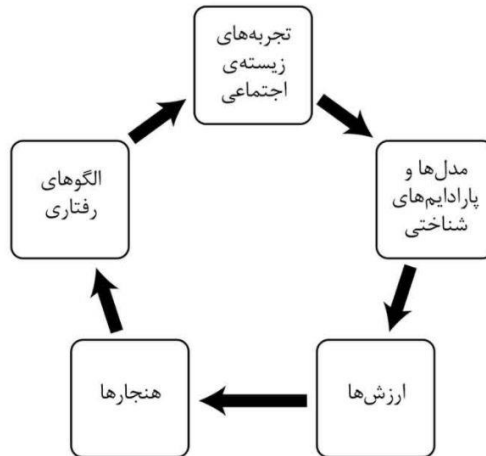 تجربه‌های
زیسته‌ی
اجتماعی
مدل‌ها و
پارادایم‌های
شناختی
ارزش‌ها
هنجارها
الگوهای
رفتاری